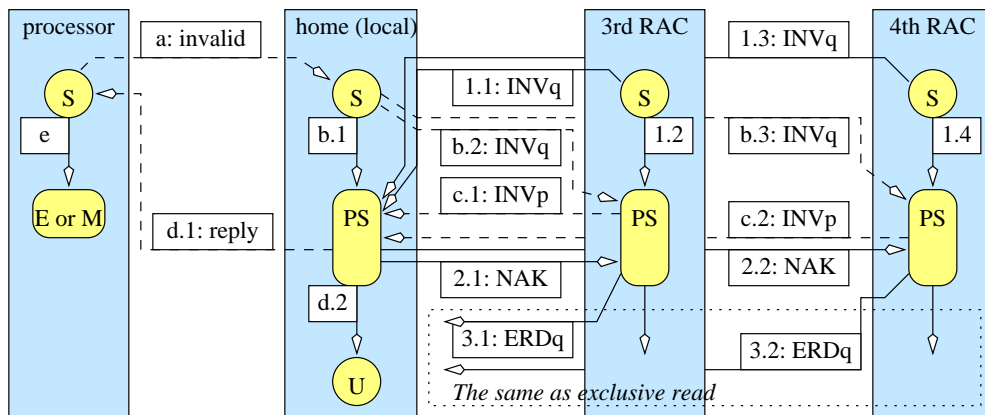 processor
home (local)
3rd RAC
4th RAC
a: invalid
1.3: INVq
S
S
1.1: INVq
S
S
e
b.1
b.2: INVq
1.2
b.3: INVq
1.4
c.1: INVp
E or M
PS
PS
PS
d.1: reply
c.2: INVp
2.1: NAK
2.2: NAK
d.2
3.1: ERDq
3.2: ERDq
U
The same as exclusive read